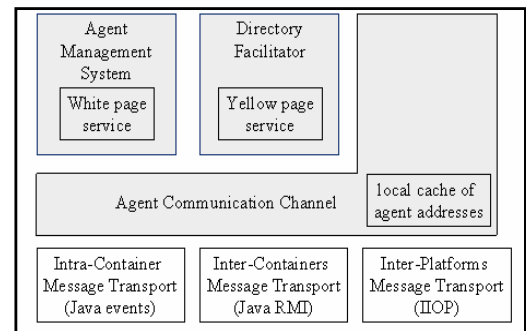 Agent
Management
System
White page
service
Directory
Facilitator
Yellow page
service
Agent Communication Channel
local cache of
agent addresses
Intra-Container
Message Transport
(Java events)
Inter-Containers
Message Transport
(Java RMI)
Inter-Platforms
Message Transport
(IIOP)